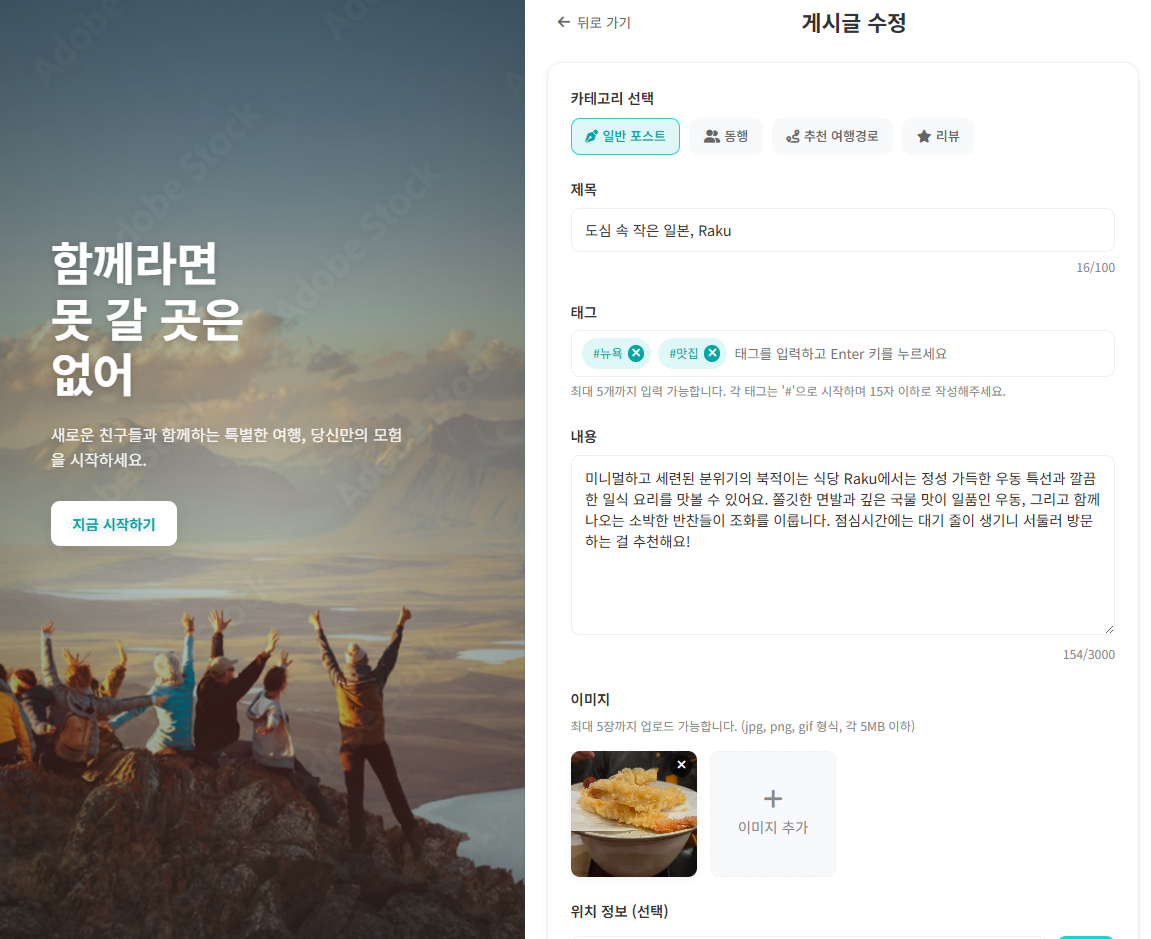 함께라면
못 갈 곳은
없어
새로운 친구들과 함께하는 특별한 여행, 당신만의 모험
을 시작하세요.
지금 시작하기
Adobe Stock
Adobe Stock
뒤로 가기
게시글 수정
카테고리 선택
일반 포스트
동행
추천 여행경로
리뷰
제목
도심 속 작은 일본, Raku
16/100
태그
#뉴욕
#맛집
태그를 입력하고 Enter 키를 누르세요
최대 5개까지 입력 가능합니다. 각 태그는 '#'으로 시작하며 15자 이하로 작성해주세요.
내용
미니멀하고 세련된 분위기의 북적이는 식당 Raku에서는 정성 가득한 우동 특선과 깔끔
한 일식 요리를 맛볼 수 있어요. 쫄깃한 면발과 깊은 국물 맛이 일품인 우동, 그리고 함께
나오는 소박한 반찬들이 조화를 이룹니다. 점심시간에는 대기 줄이 생기니 서둘러 방문
하는 걸 추천해요!
154/3000
이미지
최대 5장까지 업로드 가능합니다. (jpg, png, gif 형식, 각 5MB 이하)
이미지 추가
위치 정보 (선택)